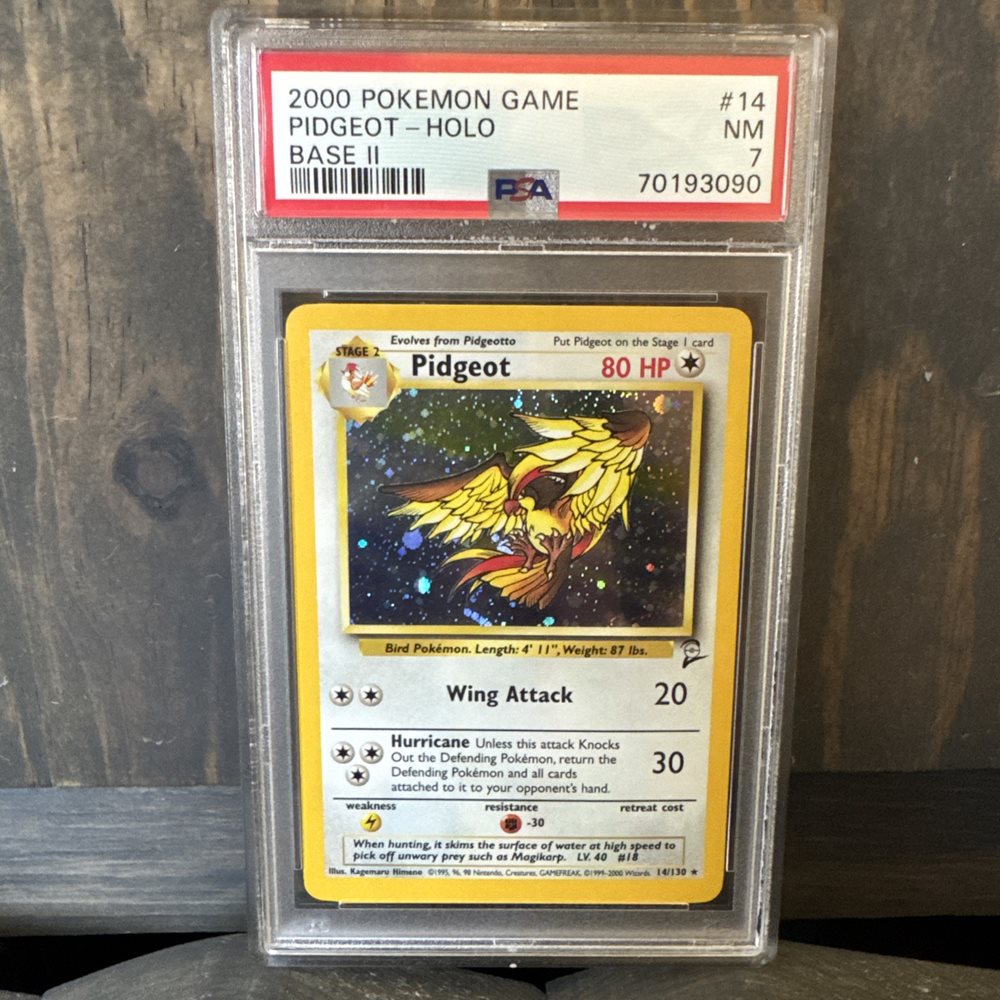 2000 POKEMON GAME #14
PIDGEOT – HOLO NM
BASE II 7
PSA 70193090
Evolves from Pidgeotto Put Pidgeot on the Stage 1 card
STAGE 2
Pidgeot 80 HP
Bird Pokémon. Length: 4' 11", Weight: 87 lbs.
Wing Attack 20
Hurricane Unless this attack Knocks
Out the Defending Pokémon, return the
Defending Pokémon and all cards
attached to it to your opponent's hand.
30
weakness resistance retreat cost
-30
When hunting, it skims the surface of water at high speed to
pick off unwary prey such as Magikarp. LV. 40 #18
Illus. Kagemaru Himeno ©1995, 96, 98 Nintendo, Creatures, GAMEFREAK. ©1999-2000 Wizards. 14/130 ★